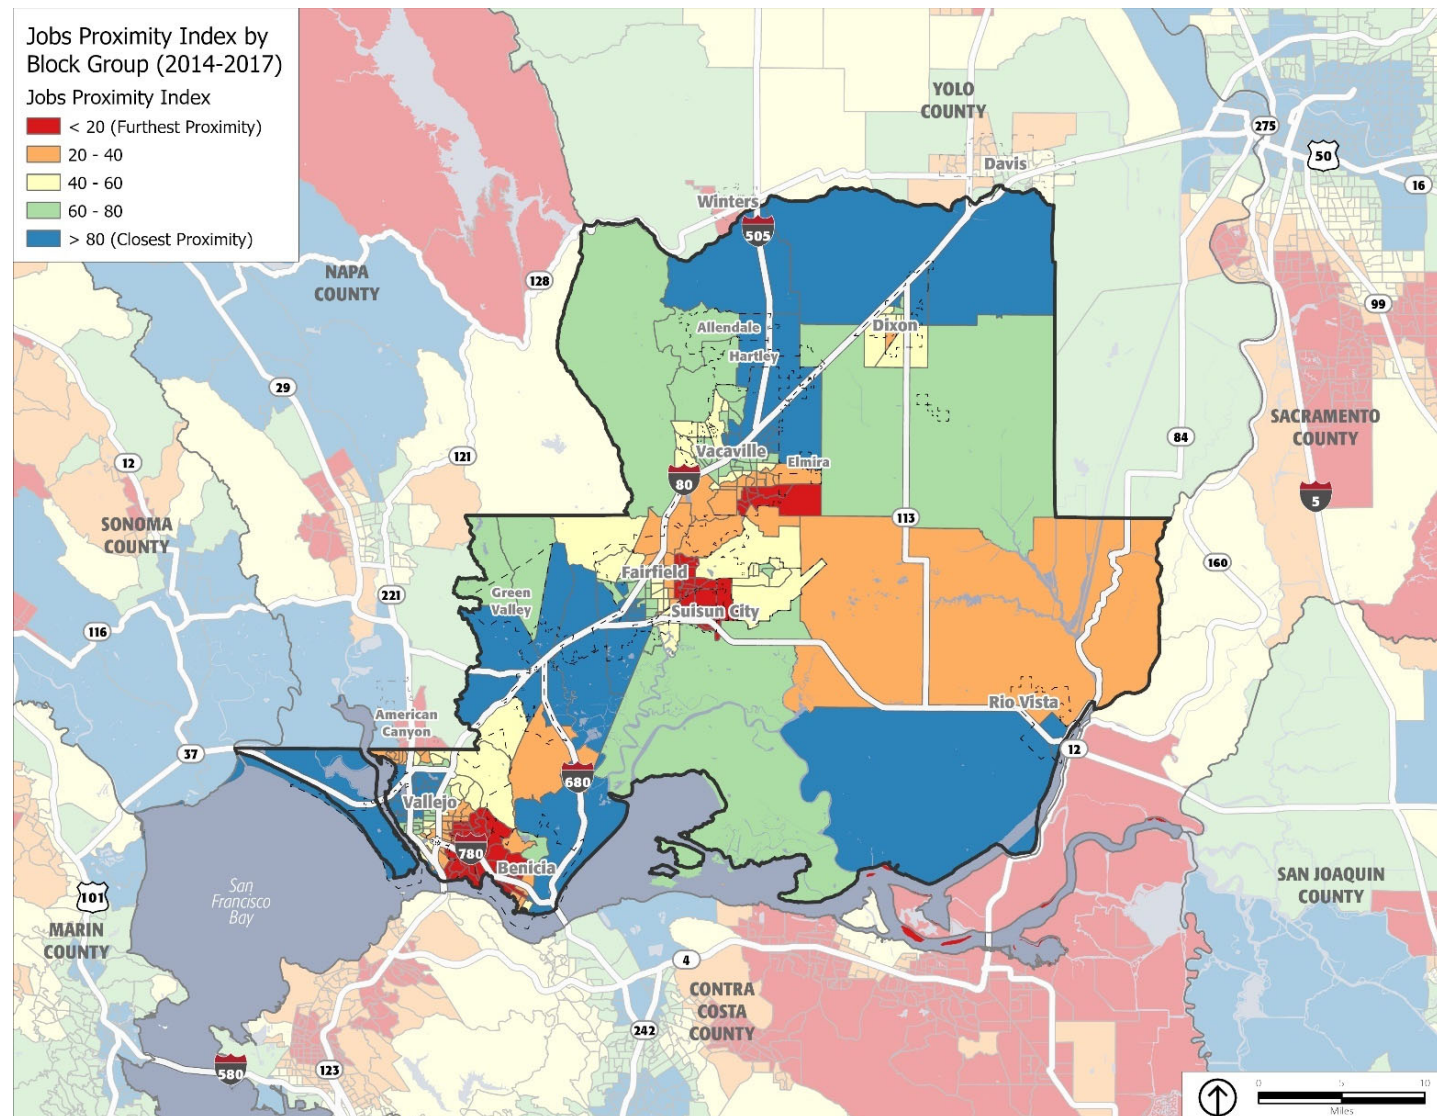 Jobs Proximity Index by
Block Group (2014-2017)
Jobs Proximity Index
< 20 (Furthest Proximity)
20 - 40
40 - 60
60 - 80
> 80 (Closest Proximity)
YOLO
COUNTY
275
50
16
Davis
Winters
505
NAPA
COUNTY
128
99
Allendale
Dixon
Hartley
29
SACRAMENTO
COUNTY
84
121
Vacaville
Elmira
12
80
5
113
SONOMA
COUNTY
160
Fairfield
Green
Valley
221
Suisun City
116
Rio Vista
American
Canyon
37
12
680
Vallejo
780
Benicia
San
Francisco
Bay
101
SAN JOAQUIN
COUNTY
MARIN
COUNTY
4
CONTRA
COSTA
COUNTY
242
580
123
0 5 10
Miles